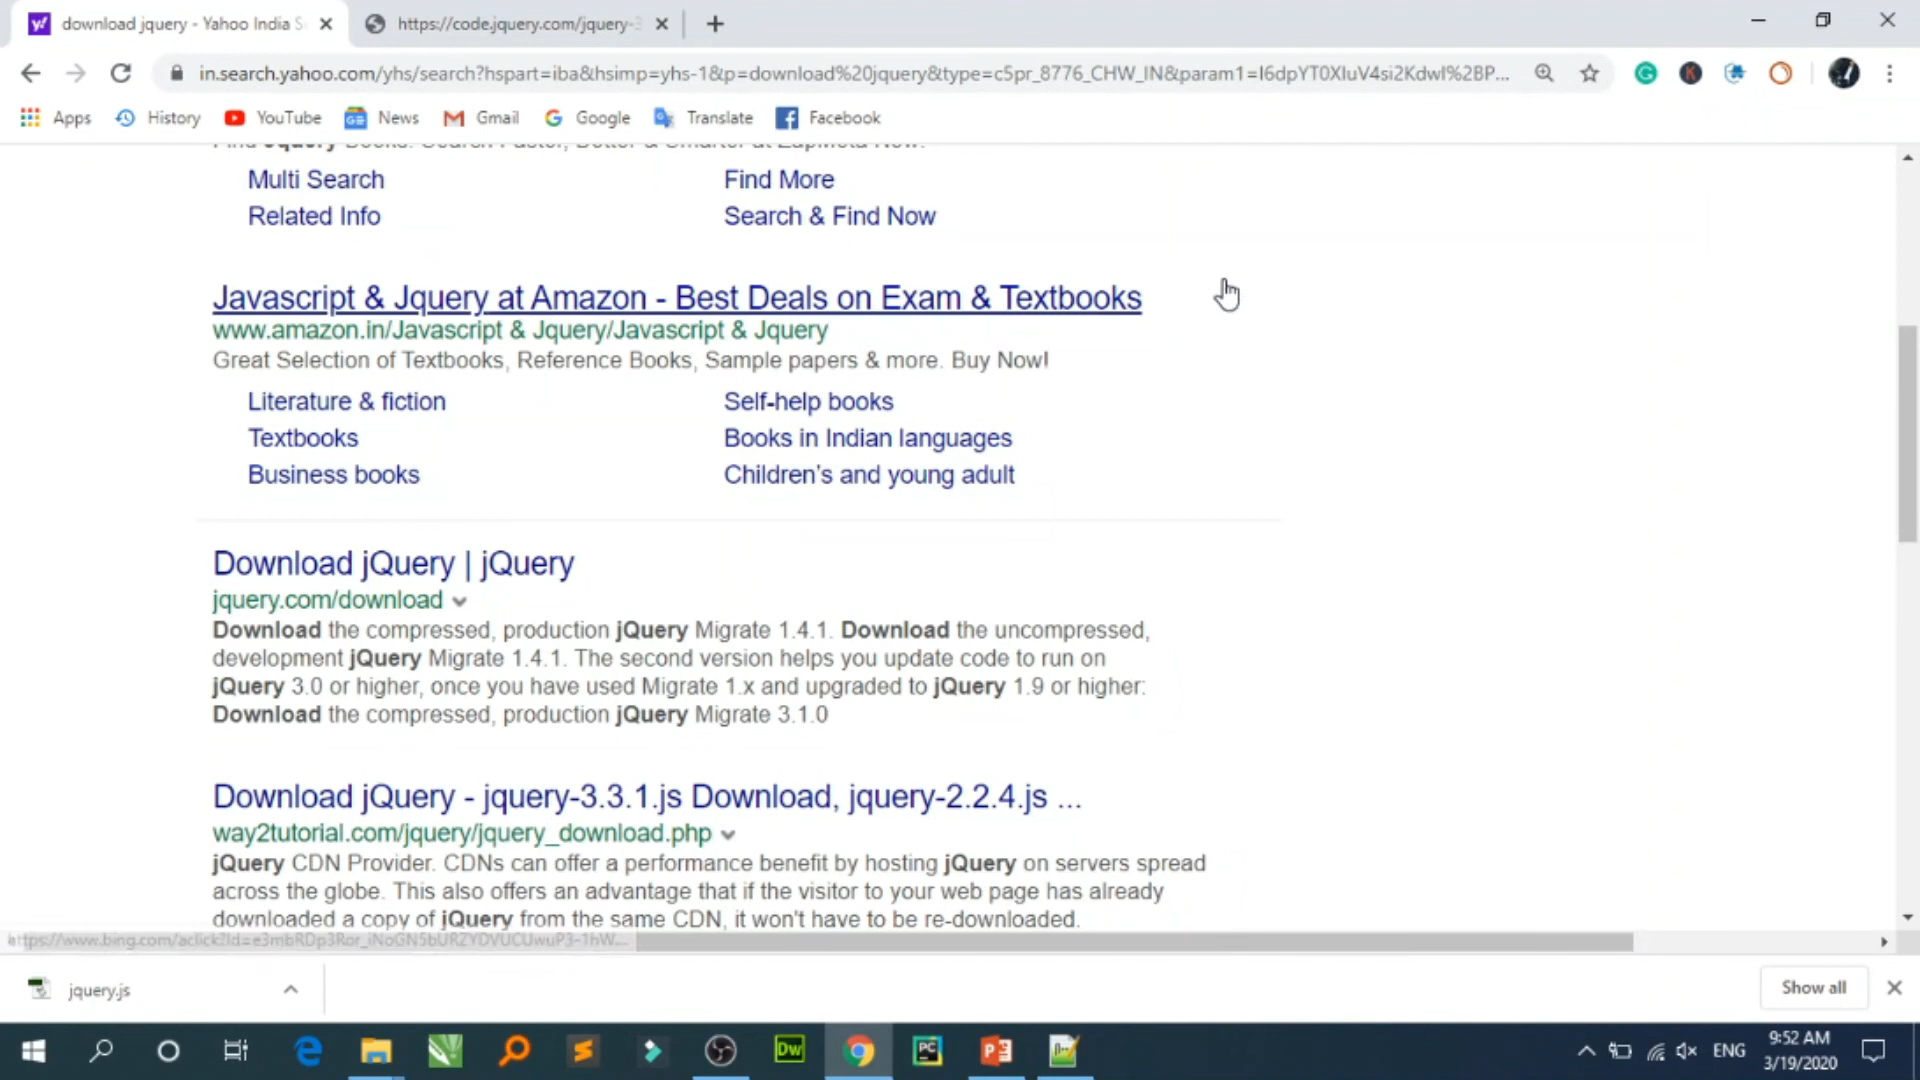 download jquery - Yahoo India S
https://code.jquery.com/jquery-3
in.search.yahoo.com/yhs/search?hspart=iba&hsimp=yhs-1&p=download%20jquery&type=c5pr_8776_CHW_IN&param1=I6dpYT0XIuV4si2KdwI%2BP...
Apps History YouTube News Gmail Google Translate Facebook
Find Jquery Books. Search Faster, Better & Smarter at ZapMeta Now!
Multi Search Find More
Related Info Search & Find Now
Javascript & Jquery at Amazon - Best Deals on Exam & Textbooks
www.amazon.in/Javascript & Jquery/Javascript & Jquery
Great Selection of Textbooks, Reference Books, Sample papers & more. Buy Now!
Literature & fiction Self-help books
Textbooks Books in Indian languages
Business books Children's and young adult
Download jQuery | jQuery
jquery.com/download
Download the compressed, production jQuery Migrate 1.4.1. Download the uncompressed,
development jQuery Migrate 1.4.1. The second version helps you update code to run on
jQuery 3.0 or higher, once you have used Migrate 1.x and upgraded to jQuery 1.9 or higher:
Download the compressed, production jQuery Migrate 3.1.0
Download jQuery - jquery-3.3.1.js Download, jquery-2.2.4.js ...
way2tutorial.com/jquery/jquery_download.php
jQuery CDN Provider. CDNs can offer a performance benefit by hosting jQuery on servers spread
across the globe. This also offers an advantage that if the visitor to your web page has already
downloaded a copy of jQuery from the same CDN, it won't have to be re-downloaded.
jquery.js
Show all
Dw PC
ENG
9:52 AM
3/19/2020